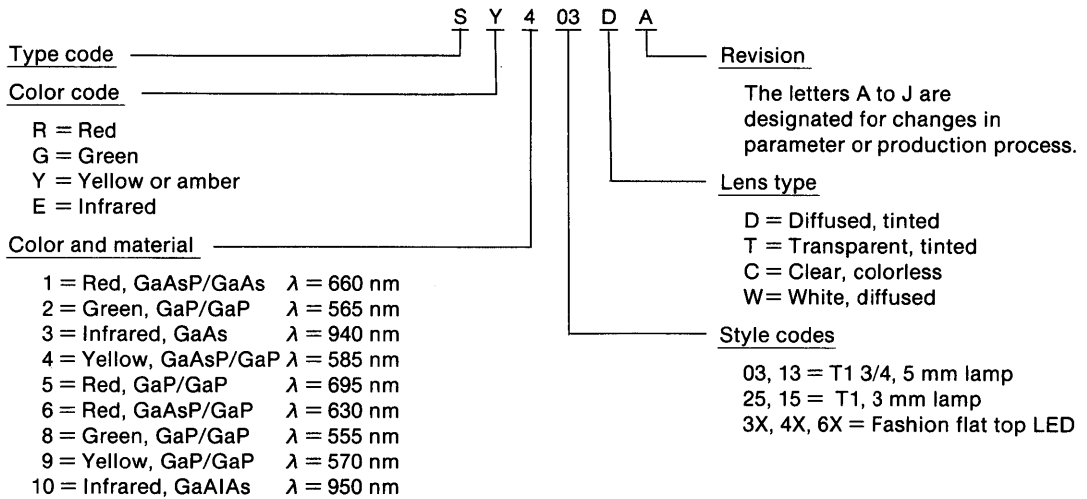 S Y 4 03 D A
Type code
Color code
R = Red
G = Green
Y = Yellow or amber
E = Infrared
Color and material
1 = Red, GaAsP/GaAs λ = 660 nm
2 = Green, GaP/GaP λ = 565 nm
3 = Infrared, GaAs λ = 940 nm
4 = Yellow, GaAsP/GaP λ = 585 nm
5 = Red, GaP/GaP λ = 695 nm
6 = Red, GaAsP/GaP λ = 630 nm
8 = Green, GaP/GaP λ = 555 nm
9 = Yellow, GaP/GaP λ = 570 nm
10 = Infrared, GaAlAs λ = 950 nm
Revision
The letters A to J are
designated for changes in
parameter or production process.
Lens type
D = Diffused, tinted
T = Transparent, tinted
C = Clear, colorless
W= White, diffused
Style codes
03, 13 = T1 3/4, 5 mm lamp
25, 15 = T1, 3 mm lamp
3X, 4X, 6X = Fashion flat top LED